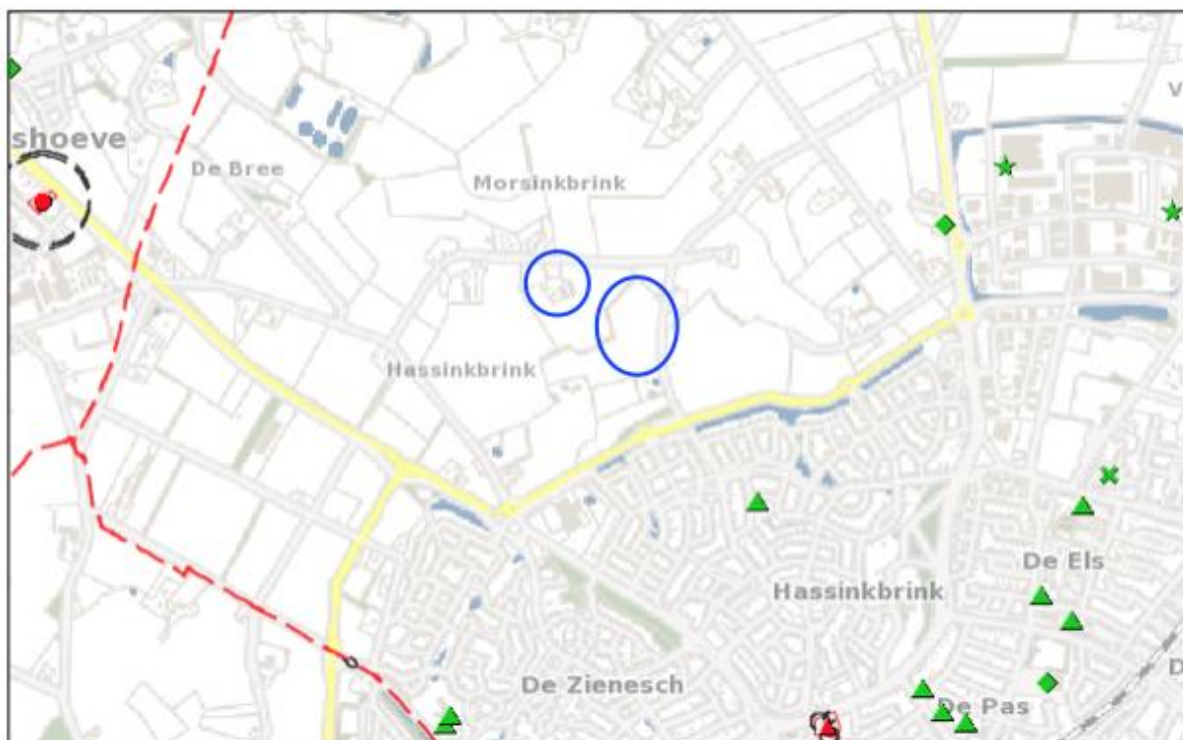 shoeve
De Bree
Morsinkbrink
V
Hassinkbrink
De Els
Hassinkbrink
De Zienesch
De Pas
D